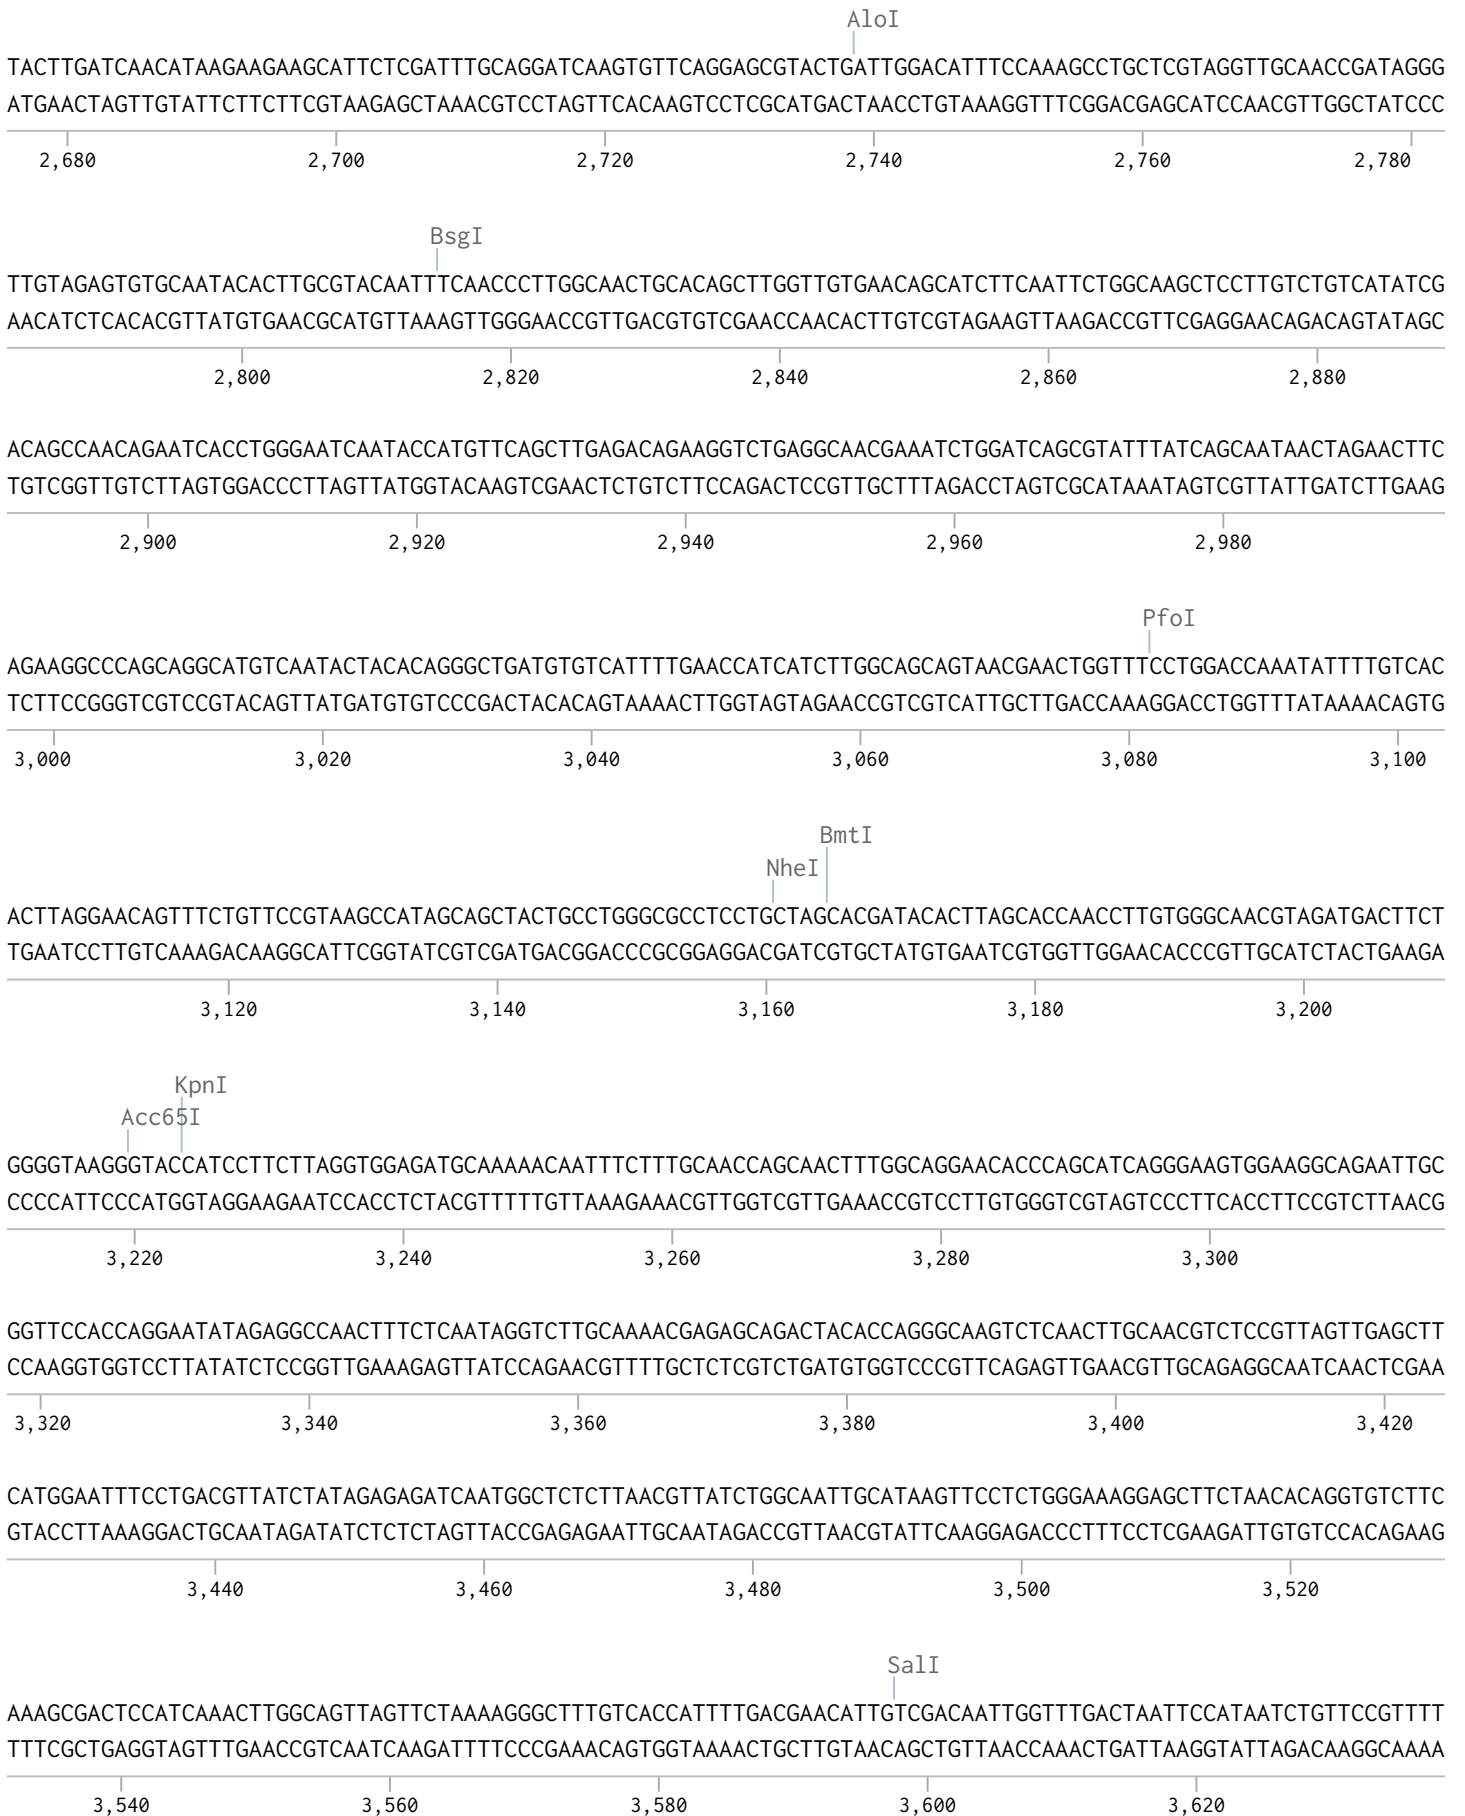 AloI
TACTTGATCAACATAAGAAGAAGCATTCTCGATTTGCAGGATCAAGTGTTCAGGAGCGTACTGATTGGACATTTCCAAAGCCTGCTCGTAGGTTGCAACCGATAGGG
ATGAACTAGTTGTATTCTTCTTCGTAAGAGCTAAACGTCCTAGTTCACAAGTCCTCGCATGACTAACCTGTAAAGGTTTCGGACGAGCATCCAACGTTGGCTATCCC
2,680 2,700 2,720 2,740 2,760 2,780
BsgI
TTGTAGAGTGTGCAATACACTTGCGTACAATTTCAACCCTTGGCAACTGCACAGCTTGGTTGTGAACAGCATCTTCAATTCTGGCAAGCTCCTTGTCTGTCATATCG
AACATCTCACACGTTATGTGAACGCATGTTAAAGTTGGGAACCGTTGACGTGTCGAACCAACACTTGTCGTAGAAGTTAAGACCGTTCGAGGAACAGACAGTATAGC
2,800 2,820 2,840 2,860 2,880
ACAGCCAACAGAATCACCTGGGAATCAATACCATGTTCAGCTTGAGACAGAAGGTCTGAGGCAACGAAATCTGGATCAGCGTATTTATCAGCAATAACTAGAACTTC
TGTCGGTTGTCTTAGTGGACCCTTAGTTATGGTACAAGTCGAACTCTGTCTTCCAGACTCCGTTGCTTTAGACCTAGTCGCATAAATAGTCGTTATTGATCTTGAAG
2,900 2,920 2,940 2,960 2,980
PfoI
AGAAGGCCCAGCAGGCATGTCAATACTACACAGGGCTGATGTGTCATTTTGAACCATCATCTTGGCAGCAGTAACGAACTGGTTTCCTGGACCAAATATTTTGTCAC
TCTTCCGGGTCGTCCGTACAGTTATGATGTGTCCCGACTACACAGTAAAACTTGGTAGTAGAACCGTCGTCATTGCTTGACCAAAGGACCTGGTTTATAAAACAGTG
3,000 3,020 3,040 3,060 3,080 3,100
BmtI
NheI
ACTTAGGAACAGTTTCTGTTCCGTAAGCCATAGCAGCTACTGCCTGGGCGCCTCCTGCTAGCACGATACACTTAGCACCAACCTTGTGGGCAACGTAGATGACTTCT
TGAATCCTTGTCAAAGACAAGGCATTCGGTATCGTCGATGACGGACCCGCGGAGGACGATCGTGCTATGTGAATCGTGGTTGGAACACCCGTTGCATCTACTGAAGA
3,120 3,140 3,160 3,180 3,200
KpnI
Acc65I
GGGGTAAGGGTACCATCCTTCTTAGGTGGAGATGCAAAAACAATTTCTTTGCAACCAGCAACTTTGGCAGGAACACCCAGCATCAGGGAAGTGGAAGGCAGAATTGC
CCCCATTCCCATGGTAGGAAGAATCCACCTCTACGTTTTTGTTAAAGAAACGTTGGTCGTTGAAACCGTCCTTGTGGGTCGTAGTCCCTTCACCTTCCGTCTTAACG
3,220 3,240 3,260 3,280 3,300
GGTTCCACCAGGAATATAGAGGCCAACTTTCTCAATAGGTCTTGCAAAACGAGAGCAGACTACACCAGGGCAAGTCTCAACTTGCAACGTCTCCGTTAGTTGAGCTT
CCAAGGTGGTCCTTATATCTCCGGTTGAAAGAGTTATCCAGAACGTTTTGCTCTCGTCTGATGTGGTCCCGTTCAGAGTTGAACGTTGCAGAGGCAATCAACTCGAA
3,320 3,340 3,360 3,380 3,400 3,420
CATGGAATTTCCTGACGTTATCTATAGAGAGATCAATGGCTCTCTTAACGTTATCTGGCAATTGCATAAGTTCCTCTGGGAAAGGAGCTTCTAACACAGGTGTCTTC
GTACCTTAAAGGACTGCAATAGATATCTCTCTAGTTACCGAGAGAATTGCAATAGACCGTTAACGTATTCAAGGAGACCCTTTCCTCGAAGATTGTGTCCACAGAAG
3,440 3,460 3,480 3,500 3,520
SalI
AAAGCGACTCCATCAAACTTGGCAGTTAGTTCTAAAAGGGCTTTGTCACCATTTTGACGAACATTGTCGACAATTGGTTTGACTAATTCCATAATCTGTTCCGTTTT
TTTCGCTGAGGTAGTTTGAACCGTCAATCAAGATTTTCCCGAAACAGTGGTAAAACTGCTTGTAACAGCTGTTAACCAAACTGATTAAGGTATTAGACAAGGCAAAA
3,540 3,560 3,580 3,600 3,620